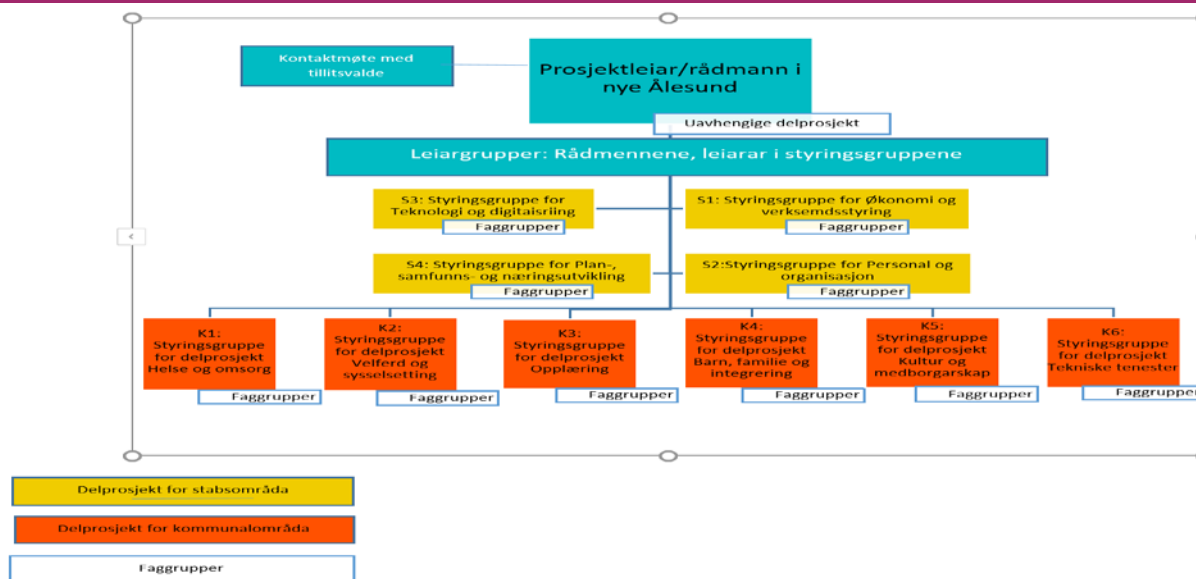 Kontaktmøte med
tillitsvalde
Prosjektleiar/rådmann i
nye Ålesund
Uavhengige delprosjekt
Leiargrupper: Rådmennene, leiarar i styringsgruppene
S3: Styringsgruppe for
Teknologi og digitaisriing
Faggrupper
S1: Styringsgruppe for Økonomi og
verksemdsstyring
Faggrupper
S4: Styringsgruppe for Plan-,
samfunns- og næringsutvikling
Faggrupper
S2:Styringsgruppe for Personal og
organisasjon
Faggrupper
K1:
Styringsgruppe
for delprosjekt
Helse og omsorg
Faggrupper
K2:
Styringsgruppe
for delprosjekt
Velferd og
sysselsetting
Faggrupper
K3:
Styringsgruppe
for delprosjekt
Opplæring
Faggrupper
K4:
Styringsgruppe
for delprosjekt
Barn, familie og
integrering
Faggrupper
K5:
Styringsgruppe
for delprosjekt
Kultur og
medborgarskap
Faggrupper
K6:
Styringsgruppe
for delprosjekt
Tekniske tenester
Faggrupper
Delprosjekt for stabsområda
Delprosjekt for kommunalområda
Faggrupper